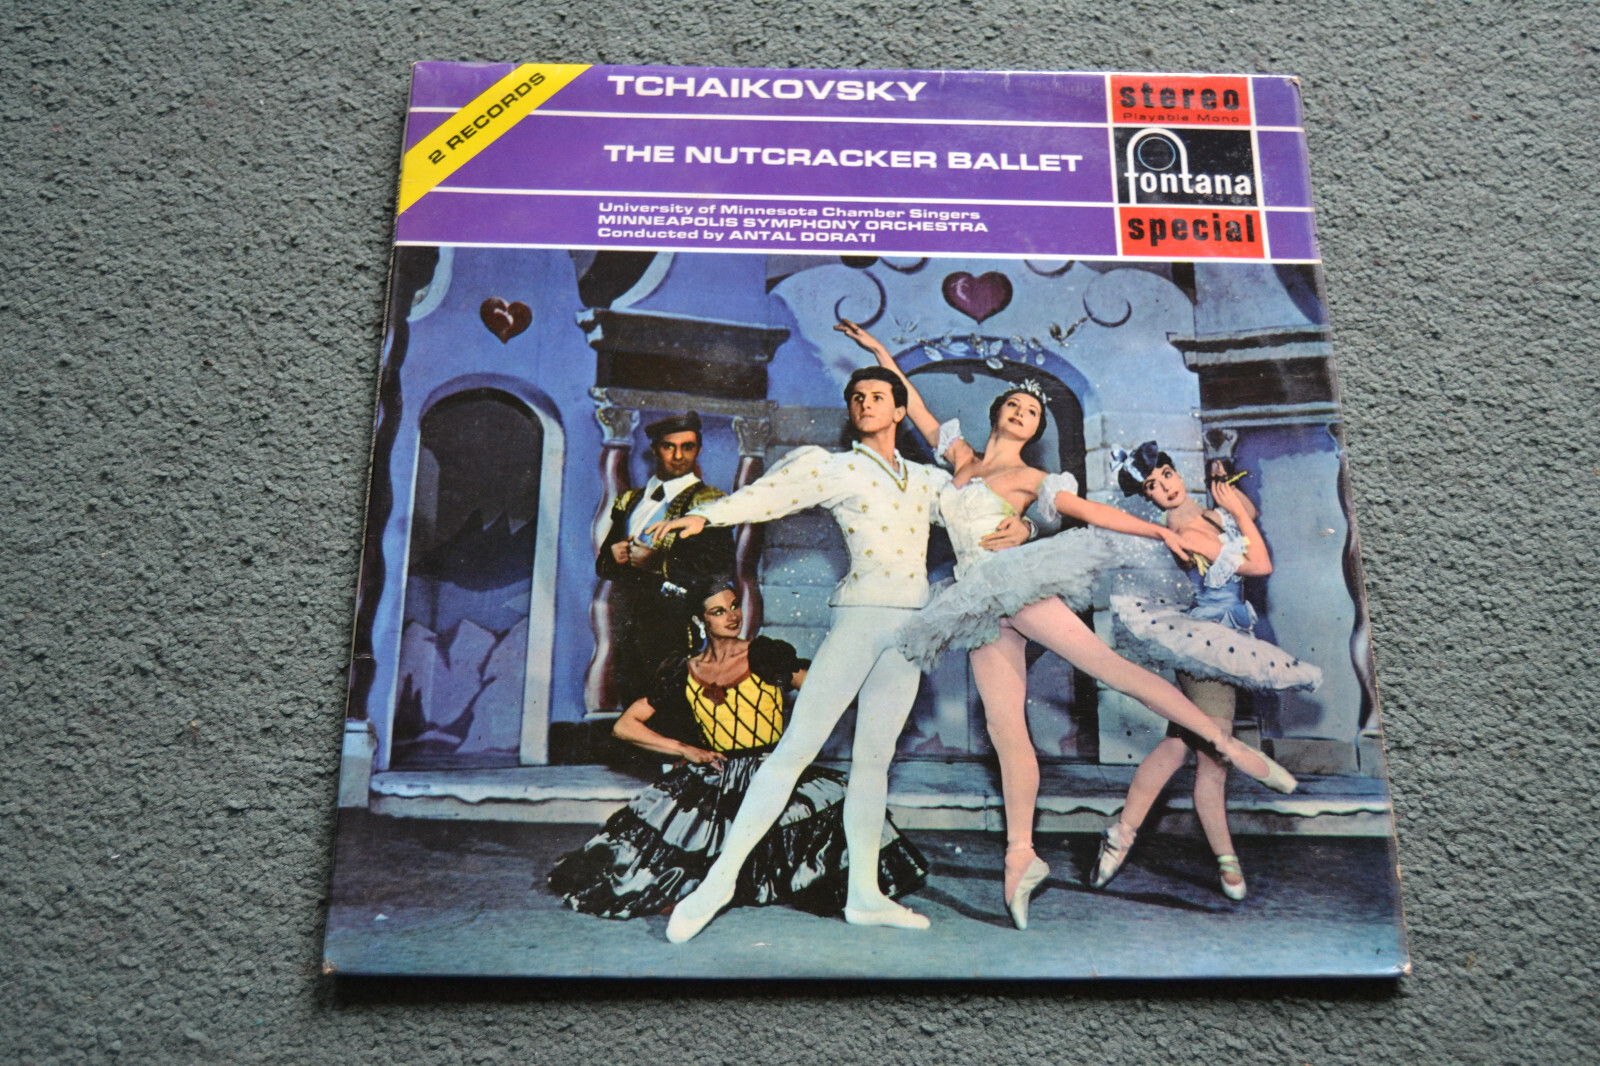 2 RECORDS
TCHAIKOVSKY
THE NUTCRACKER BALLET
University of Minnesota Chamber Singers
MINNEAPOLIS SYMPHONY ORCHESTRA
Conducted by ANTAL DORATI
stereo
Playable Mono
fontana
special